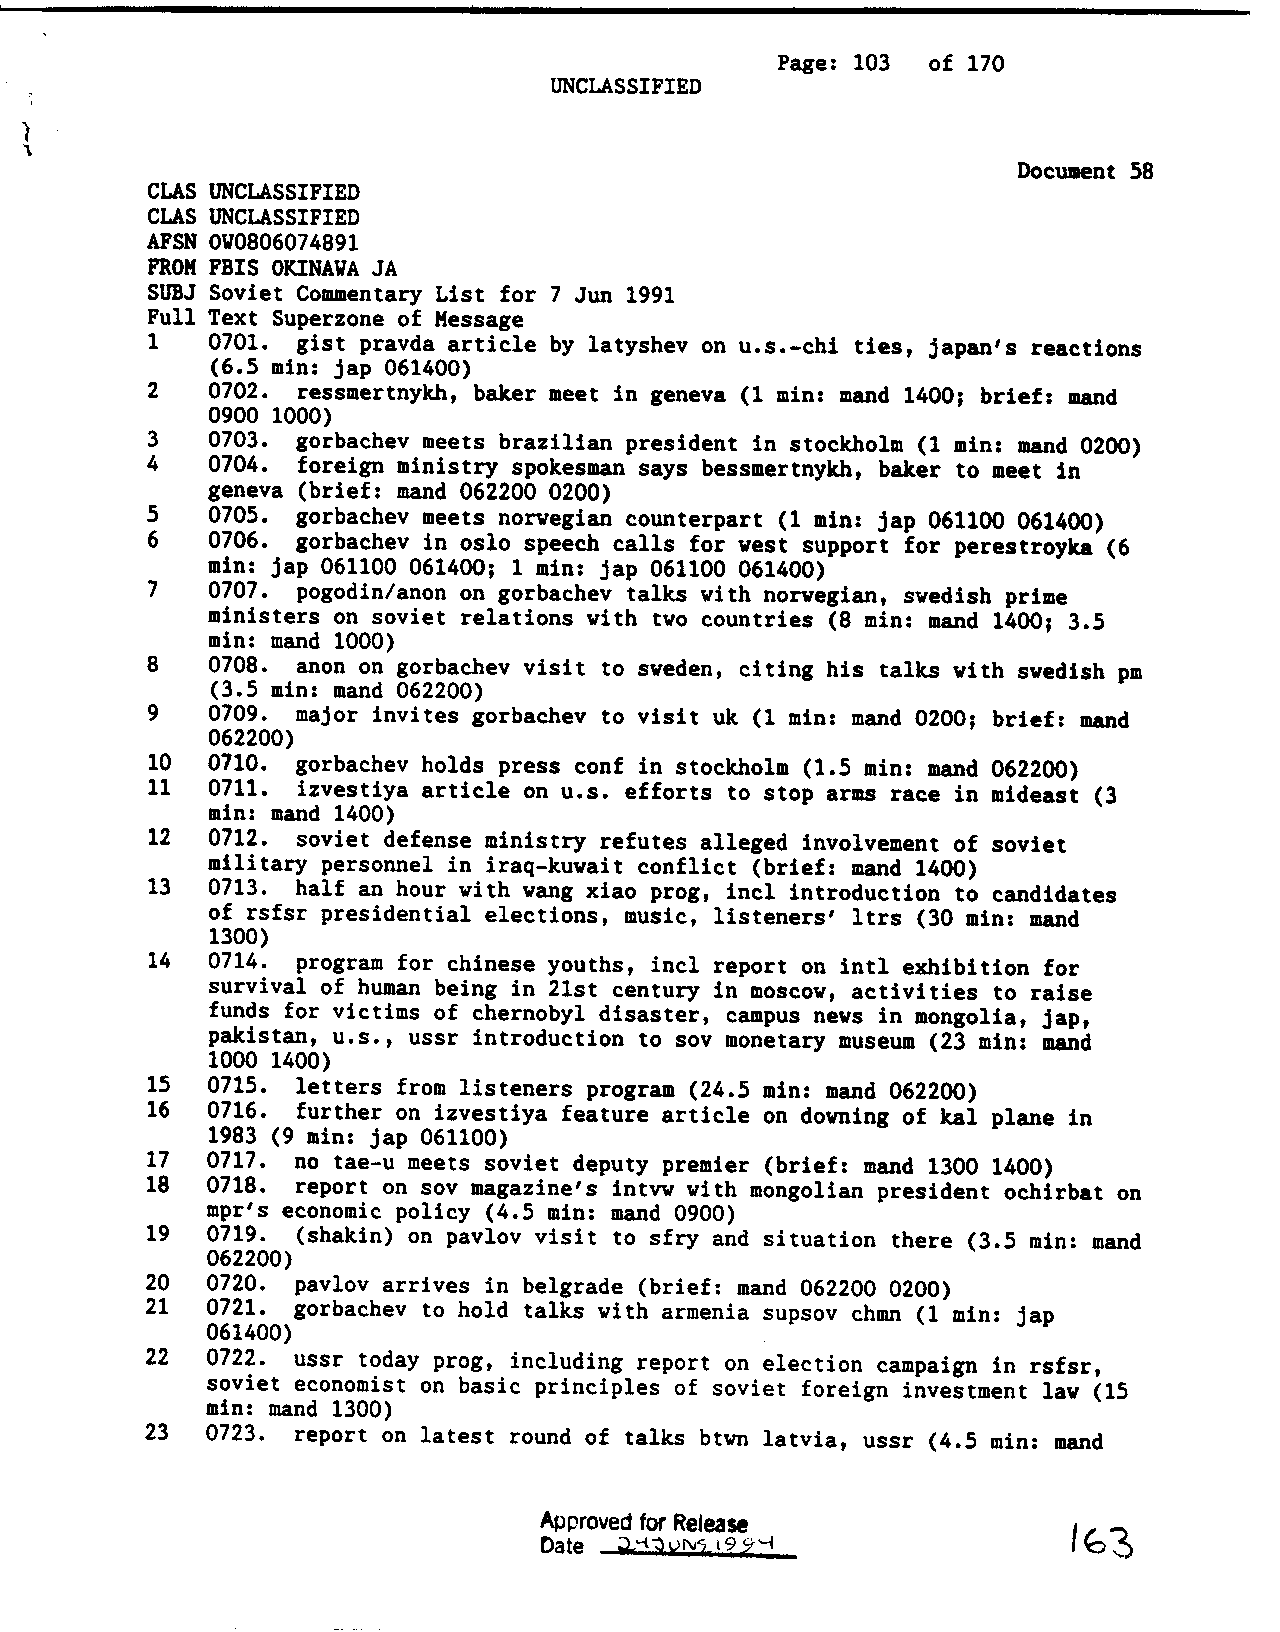 Page: 103 of 170
UNCLASSIFIED
Document 58
CLAS UNCLASSIFIED
CLAS UNCLASSIFIED
AFSN OW0806074891
FROM FBIS OKINAWA JA
SUBJ Soviet Commentary List for 7 Jun 1991
Full Text Superzone of Message
1 0701. gist pravda article by latyshev on u.s.-chi ties, japan's reactions
(6.5 min: jap 061400)
2 0702. ressmertnykh, baker meet in geneva (1 min: mand 1400; brief: mand
0900 1000)
3 0703. gorbachev meets brazilian president in stockholm (1 min: mand 0200)
4 0704. foreign ministry spokesman says bessmertnykh, baker to meet in
geneva (brief: mand 062200 0200)
5 0705. gorbachev meets norwegian counterpart (1 min: jap 061100 061400)
6 0706. gorbachev in oslo speech calls for west support for perestroyka (6
min: jap 061100 061400; 1 min: jap 061100 061400)
7 0707. pogodin/anon on gorbachev talks with norwegian, swedish prime
ministers on soviet relations with two countries (8 min: mand 1400; 3.5
min: mand 1000)
8 0708. anon on gorbachev visit to sweden, citing his talks with swedish pm
(3.5 min: mand 062200)
9 0709. major invites gorbachev to visit uk (1 min: mand 0200; brief: mand
062200)
10 0710. gorbachev holds press conf in stockholm (1.5 min: mand 062200)
11 0711. izvestiya article on u.s. efforts to stop arms race in mideast (3
min: mand 1400)
12 0712. soviet defense ministry refutes alleged involvement of soviet
military personnel in iraq-kuwait conflict (brief: mand 1400)
13 0713. half an hour with wang xiao prog, incl introduction to candidates
of rsfsr presidential elections, music, listeners' ltrs (30 min: mand
1300)
14 0714. program for chinese youths, incl report on intl exhibition for
survival of human being in 21st century in moscow, activities to raise
funds for victims of chernobyl disaster, campus news in mongolia, jap,
pakistan, u.s., ussr introduction to sov monetary museum (23 min: mand
1000 1400)
15 0715. letters from listeners program (24.5 min: mand 062200)
16 0716. further on izvestiya feature article on downing of kal plane in
1983 (9 min: jap 061100)
17 0717. no tae-u meets soviet deputy premier (brief: mand 1300 1400)
18 0718. report on sov magazine's intvw with mongolian president ochirbat on
mpr's economic policy (4.5 min: mand 0900)
19 0719. (shakin) on pavlov visit to sfry and situation there (3.5 min: mand
062200)
20 0720. pavlov arrives in belgrade (brief: mand 062200 0200)
21 0721. gorbachev to hold talks with armenia supsov chmn (1 min: jap
061400)
22 0722. ussr today prog, including report on election campaign in rsfsr,
soviet economist on basic principles of soviet foreign investment law (15
min: mand 1300)
23 0723. report on latest round of talks btwn latvia, ussr (4.5 min: mand
Approved for Release
Date 1994
163